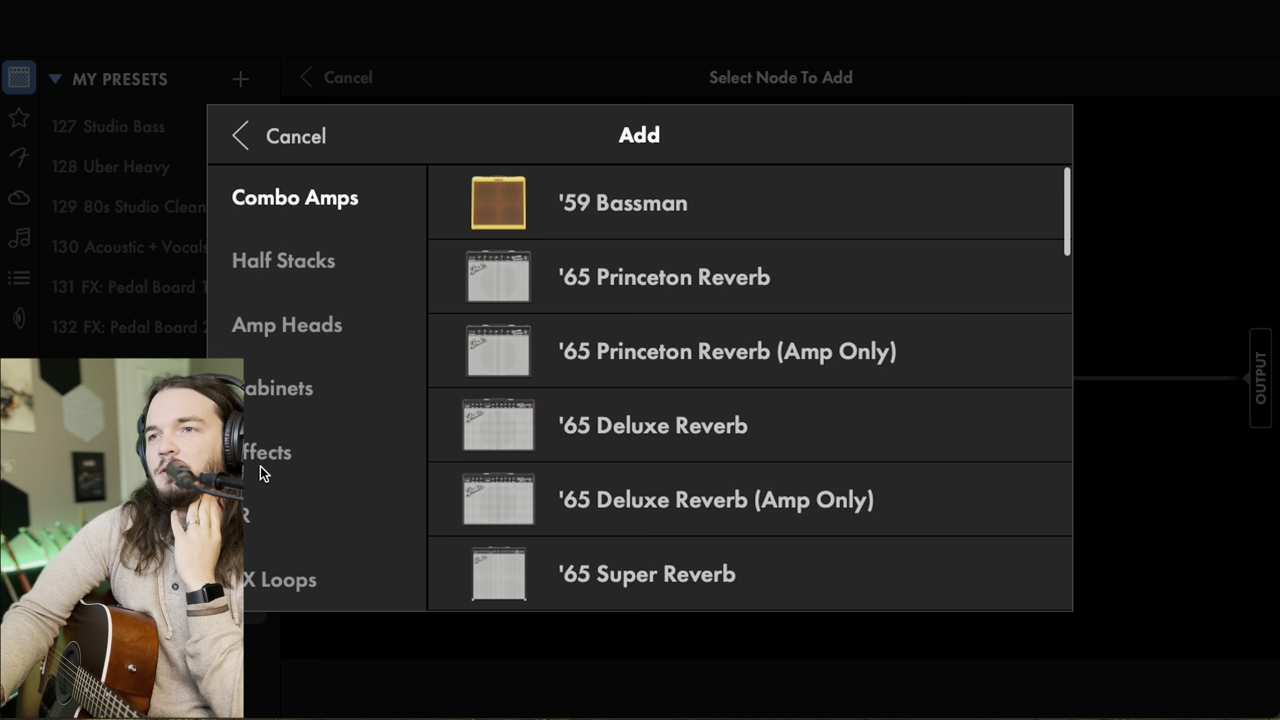 MY PRESETS
Cancel
Select Node To Add
127 Studio Bass
128 Uber Heavy
129 80s Studio Clean
130 Acoustic + Vocals
131 FX: Pedal Board 1
132 FX: Pedal Board 2
Cancel
Add
Combo Amps
Half Stacks
Amp Heads
abinets
ffects
R
X Loops
'59 Bassman
'65 Princeton Reverb
'65 Princeton Reverb (Amp Only)
'65 Deluxe Reverb
'65 Deluxe Reverb (Amp Only)
'65 Super Reverb
OUTPUT